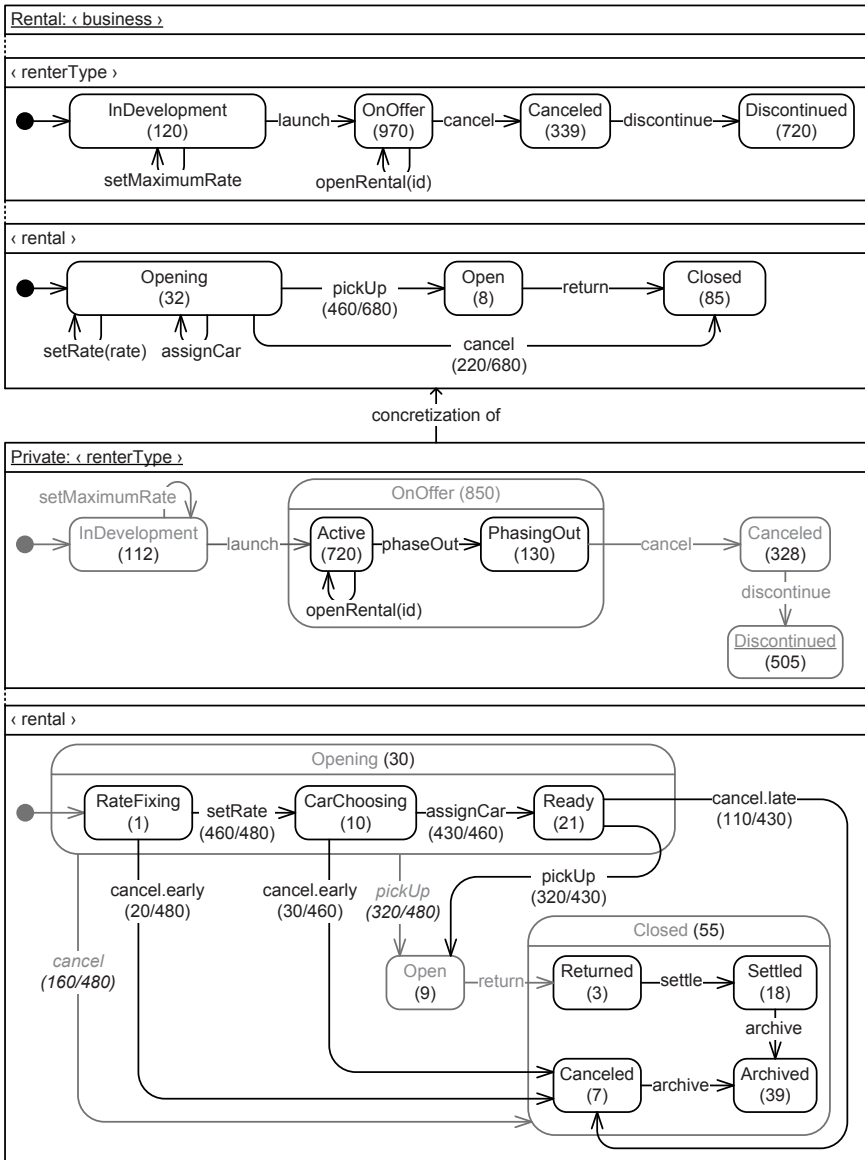 Rental: ‹ business ›
‹ renterType ›
InDevelopment
(120)
launch
OnOffer
(970)
cancel
Canceled
(339)
discontinue
Discontinued
(720)
setMaximumRate
openRental(id)
‹ rental ›
Opening
(32)
pickUp
(460/680)
Open
(8)
return
Closed
(85)
setRate(rate)
assignCar
cancel
(220/680)
concretization of
Private: ‹ renterType ›
setMaximumRate
OnOffer (850)
InDevelopment
(112)
launch
Active
(720)
phaseOut
PhasingOut
(130)
cancel
Canceled
(328)
openRental(id)
discontinue
Discontinued
(505)
‹ rental ›
Opening (30)
RateFixing
(1)
setRate
(460/480)
CarChoosing
(10)
assignCar
(430/460)
Ready
(21)
cancel.late
(110/430)
cancel.early
(20/480)
cancel.early
(30/460)
pickUp
(320/480)
pickUp
(320/430)
cancel
(160/480)
Closed (55)
Open
(9)
return
Returned
(3)
settle
Settled
(18)
archive
Canceled
(7)
archive
Archived
(39)